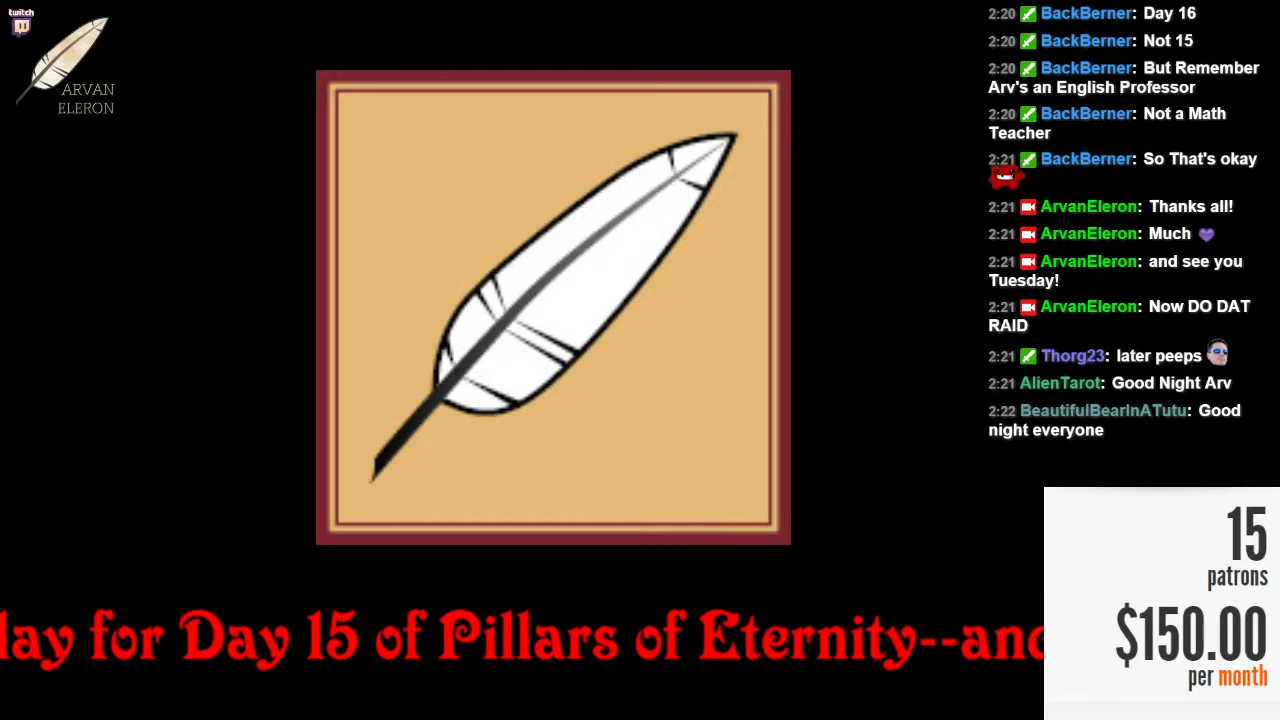 twitch
ARVAN
ELERON
2:20 BackBerner: Day 16
2:20 BackBerner: Not 15
2:20 BackBerner: But Remember
Arv's an English Professor
2:20 BackBerner: Not a Math
Teacher
2:21 BackBerner: So That's okay
2:21 ArvanEleron: Thanks all!
2:21 ArvanEleron: Much
2:21 ArvanEleron: and see you
Tuesday!
2:21 ArvanEleron: Now DO DAT
RAID
2:21 Thorg23: later peeps
2:21 AlienTarot: Good Night Arv
2:22 BeautifulBearInATutu: Good
night everyone
15
patrons
$150.00
per month
lay for Day 15 of Pillars of Eternity--and